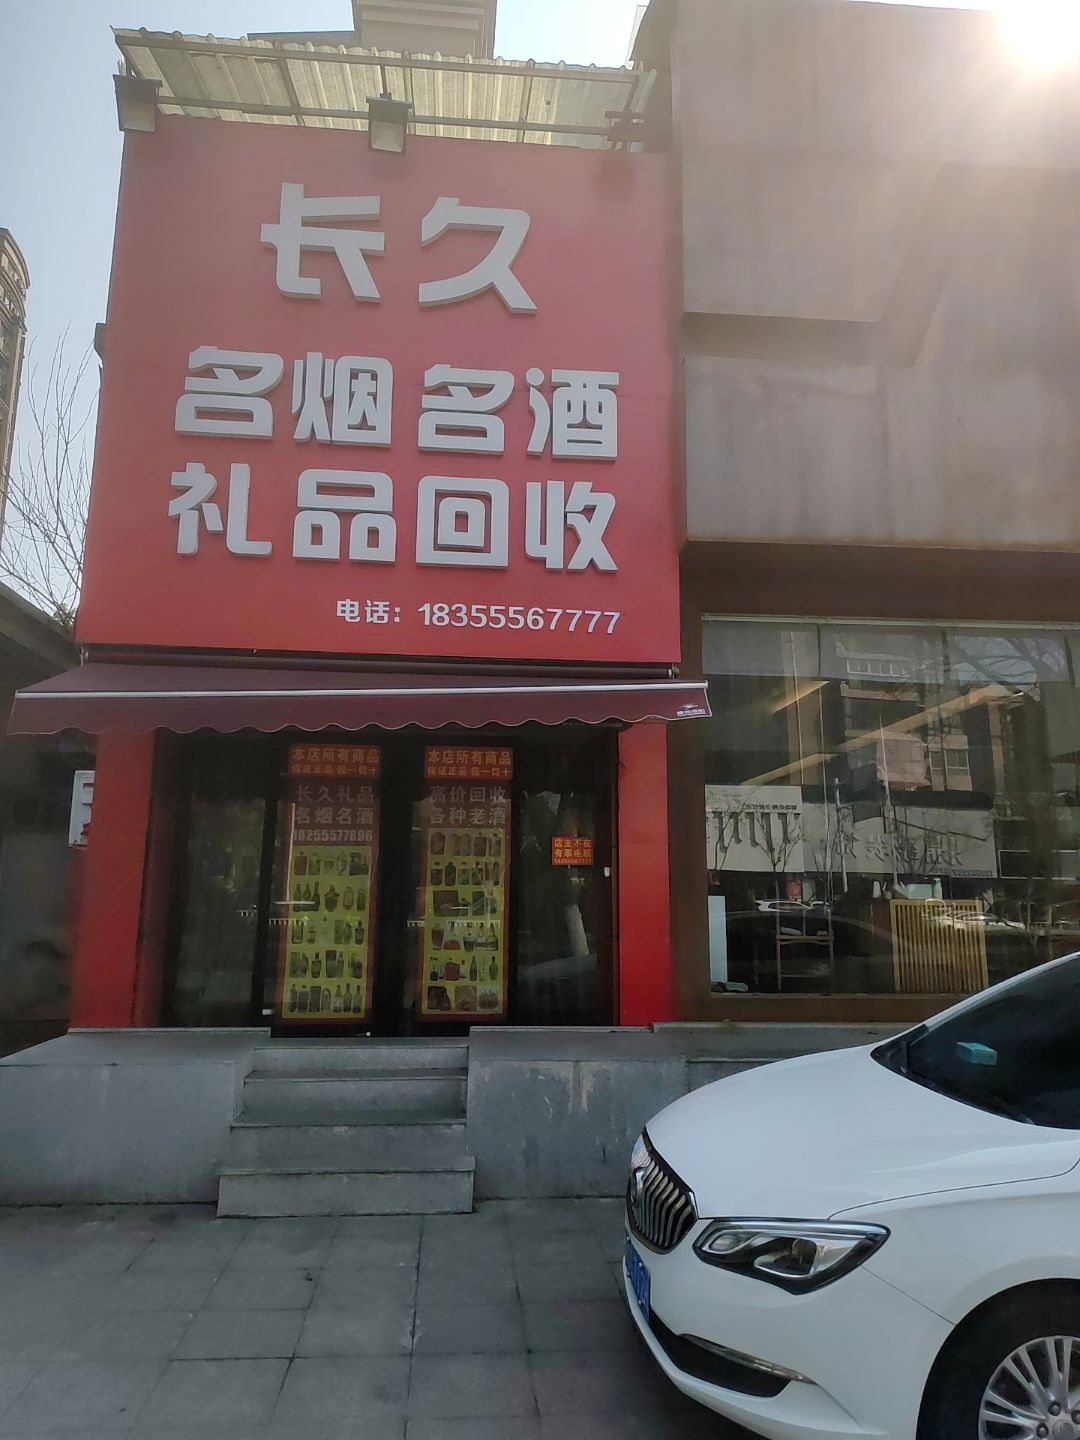 长久
名烟名酒
礼品回收
电话：18355567777
本店所有商品
保证正品 假一切十
长久礼品
名烟名酒
18255577896
本店所有商品
保证正品 假一切十
高价回收
各种老酒
店主不在
有事电联
18355567777